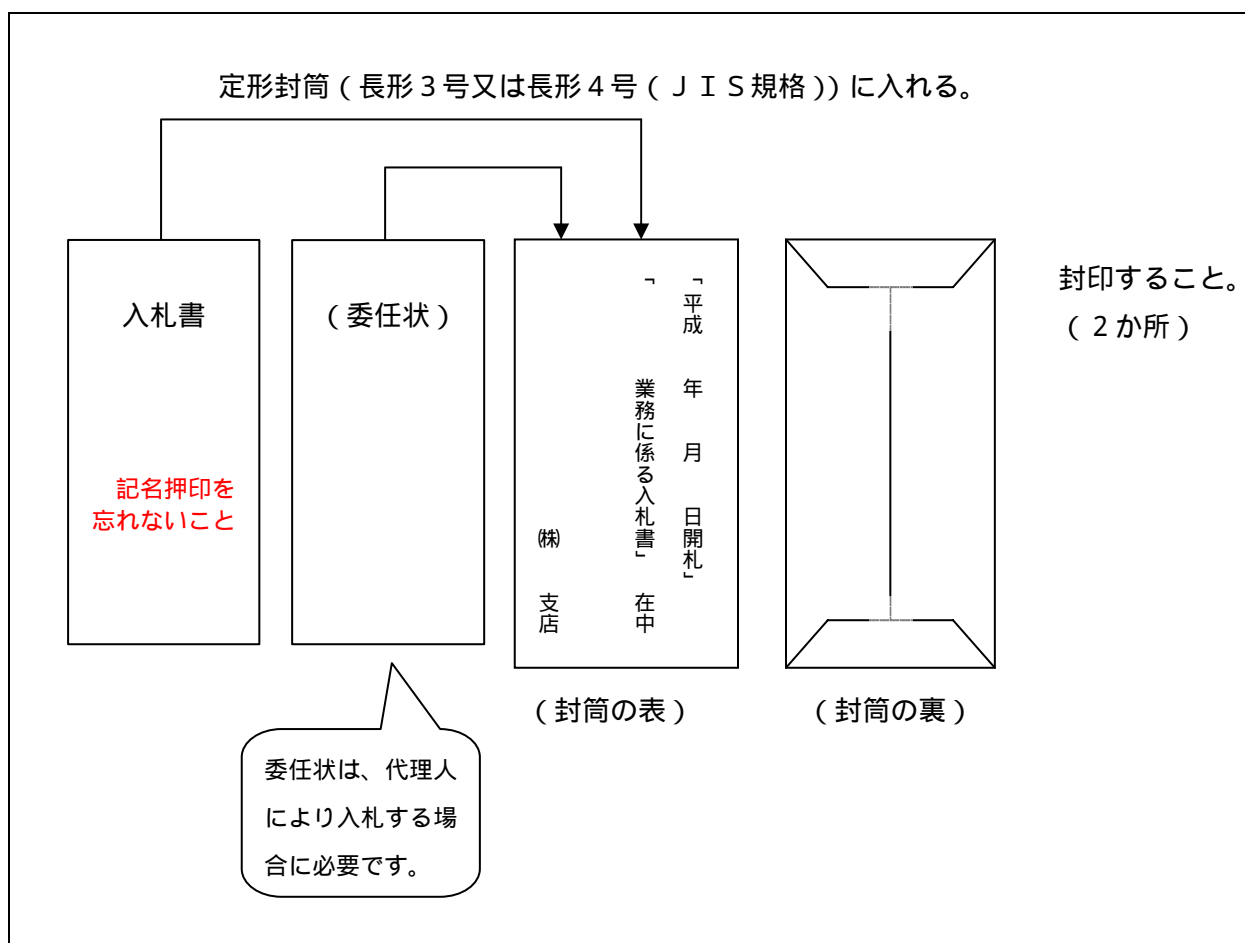 定形封筒(長形3号又は長形4号(JIS規格))に入れる。
入札書
記名押印を
忘れないこと
(委任状)
「平成　年　月　日開札」
「　　業務に係る入札書」　在中
㈱　支店
封印すること。
(2か所)
(封筒の表)
(封筒の裏)
委任状は、代理人
により入札する場
合に必要です。